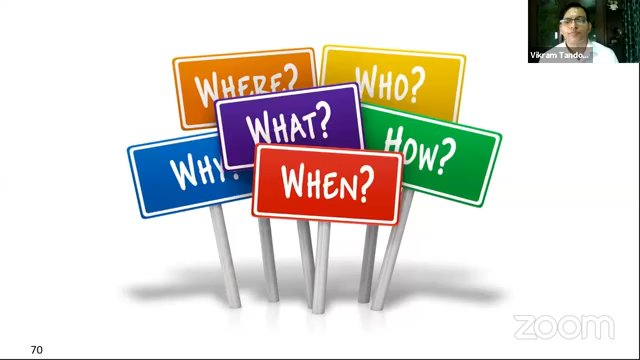 WHERE?
WHO?
WHAT?
HOW?
WHY?
WHEN?
Vikram Tando...
70
zoom